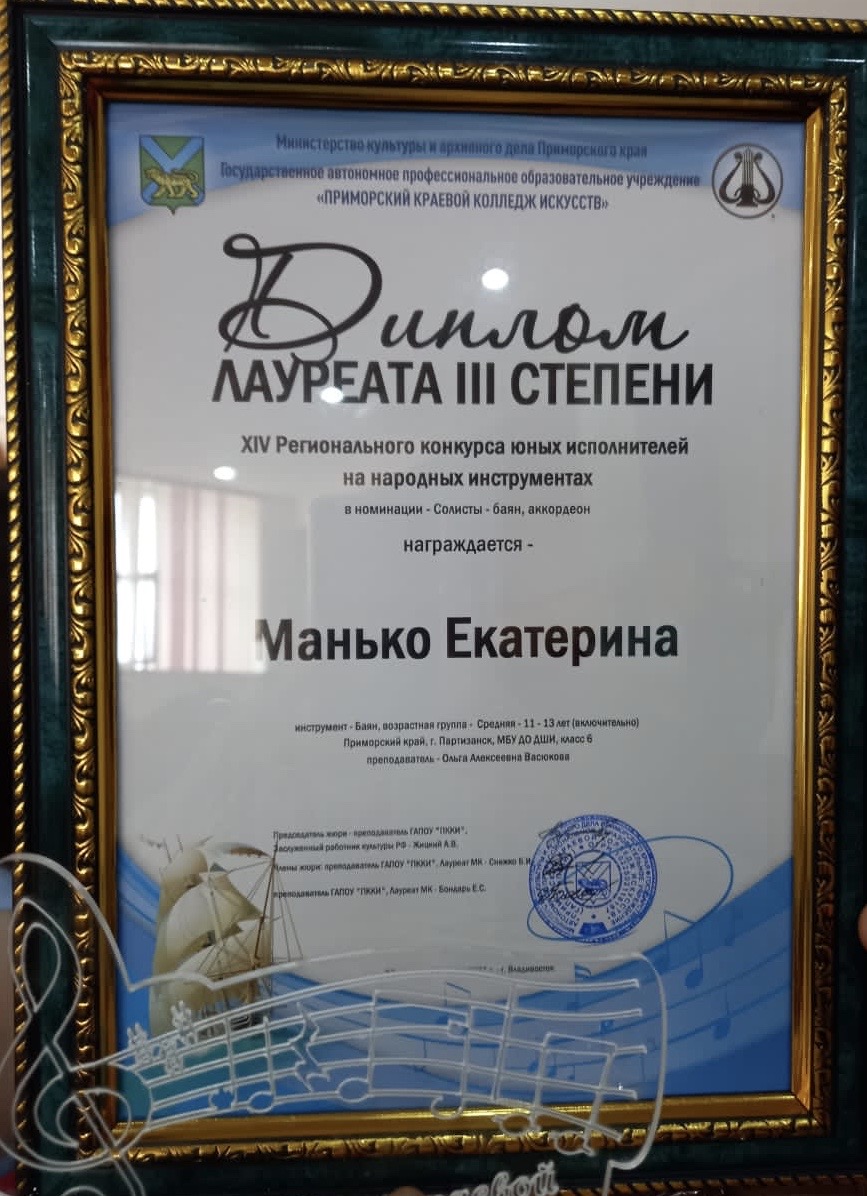 Министерство культуры и архивного дела Приморского края
Государственное автономное профессиональное образовательное учреждение
«ПРИМОРСКИЙ КРАЕВОЙ КОЛЛЕДЖ ИСКУССТВ»
Диплом
ЛАУРЕАТА III СТЕПЕНИ
XIV Регионального конкурса юных исполнителей
на народных инструментах
в номинации - Солисты - баян, аккордеон
награждается -
Манько Екатерина
инструмент - Баян, возрастная группа - Средняя - 11 - 13 лет (включительно)
Приморский край, г. Партизанск, МБУ ДО ДШИ, класс 6
преподаватель - Ольга Алексеевна Васюкова
Председатель жюри - преподаватель ГАПОУ "ПККИ",
Заслуженный работник культуры РФ - Жицкий А.В.
Члены жюри: преподаватель ГАПОУ "ПККИ", Лауреат МК - Снежко Б.И.
преподаватель ГАПОУ "ПККИ", Лауреат МК - Бондарь Е.С.
г. Владивосток